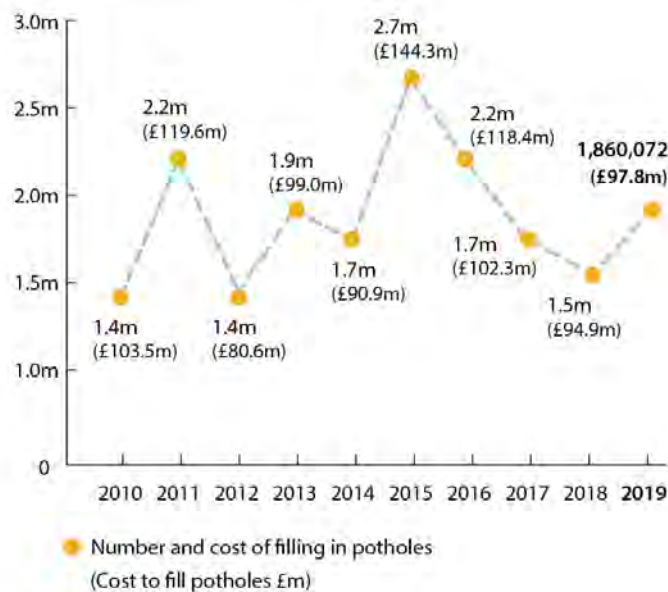 3.0m
2.5m
2.0m
1.5m
1.0m
0
1.4m
(£103.5m)
2.2m
(£119.6m)
1.4m
(£80.6m)
1.9m
(£99.0m)
1.7m
(£90.9m)
2.7m
(£144.3m)
2.2m
(£118.4m)
1.7m
(£102.3m)
1.5m
(£94.9m)
1,860,072
(£97.8m)
2010 2011 2012 2013 2014 2015 2016 2017 2018 2019
Number and cost of filling in potholes
(Cost to fill potholes £m)